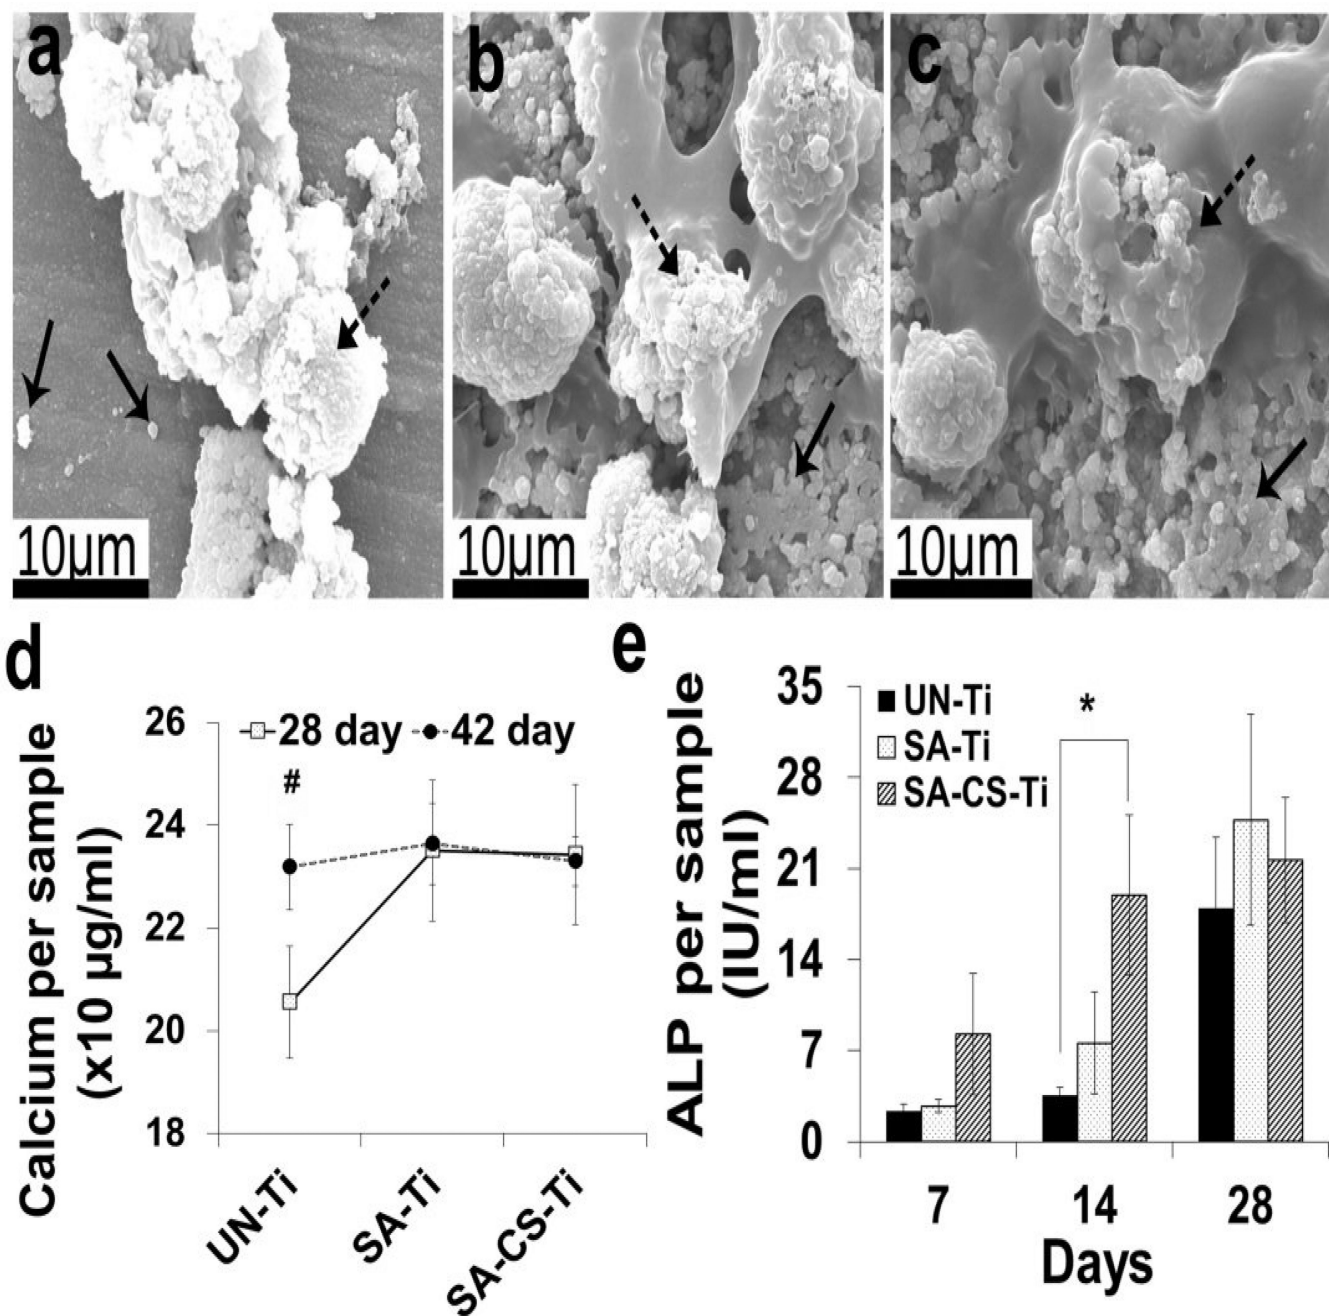 a
b
c
10µm
10µm
10µm
d
e
Calcium per sample
(x10 µg/ml)
26
24
22
20
18
28 day
42 day
#
UN-Ti
SA-Ti
SA-CS-Ti
ALP per sample
(IU/ml)
35
28
21
14
7
0
UN-Ti
SA-Ti
SA-CS-Ti
*
7
14
28
Days